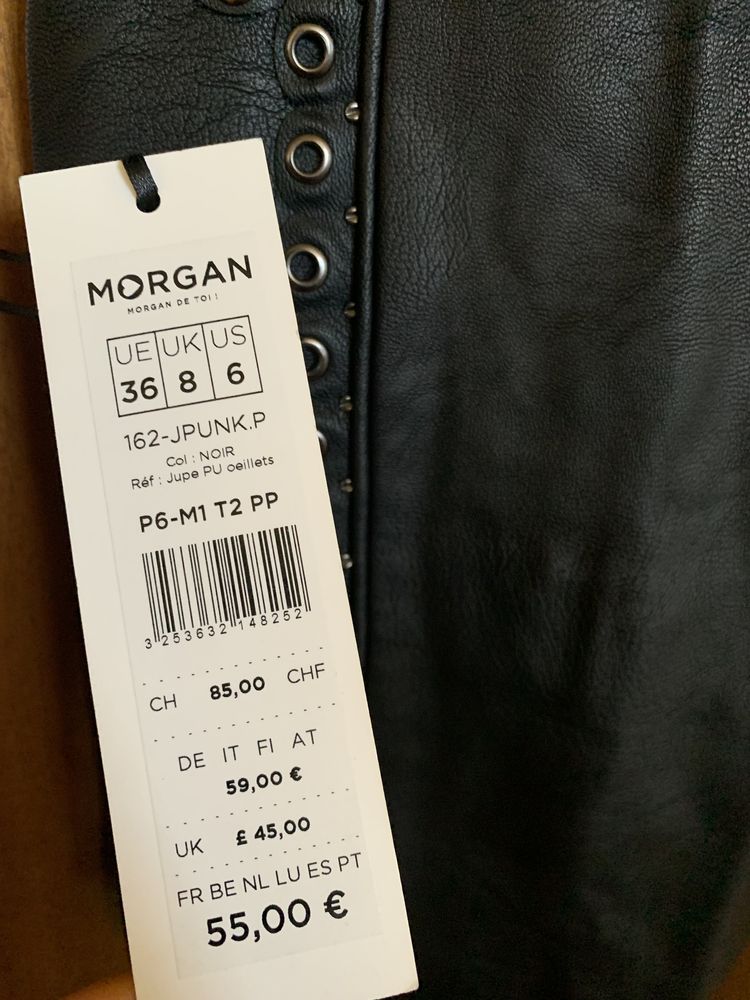 MORGAN
MORGAN DE TOI !
UE UK US
36 8 6
162-JPUNK.P
Col : NOIR
Réf : Jupe PU oeillets
P6-M1 T2 PP
3 253632 148252
CH 85,00 CHF
DE IT FI AT
59,00 €
UK £ 45,00
FR BE NL LU ES PT
55,00 €